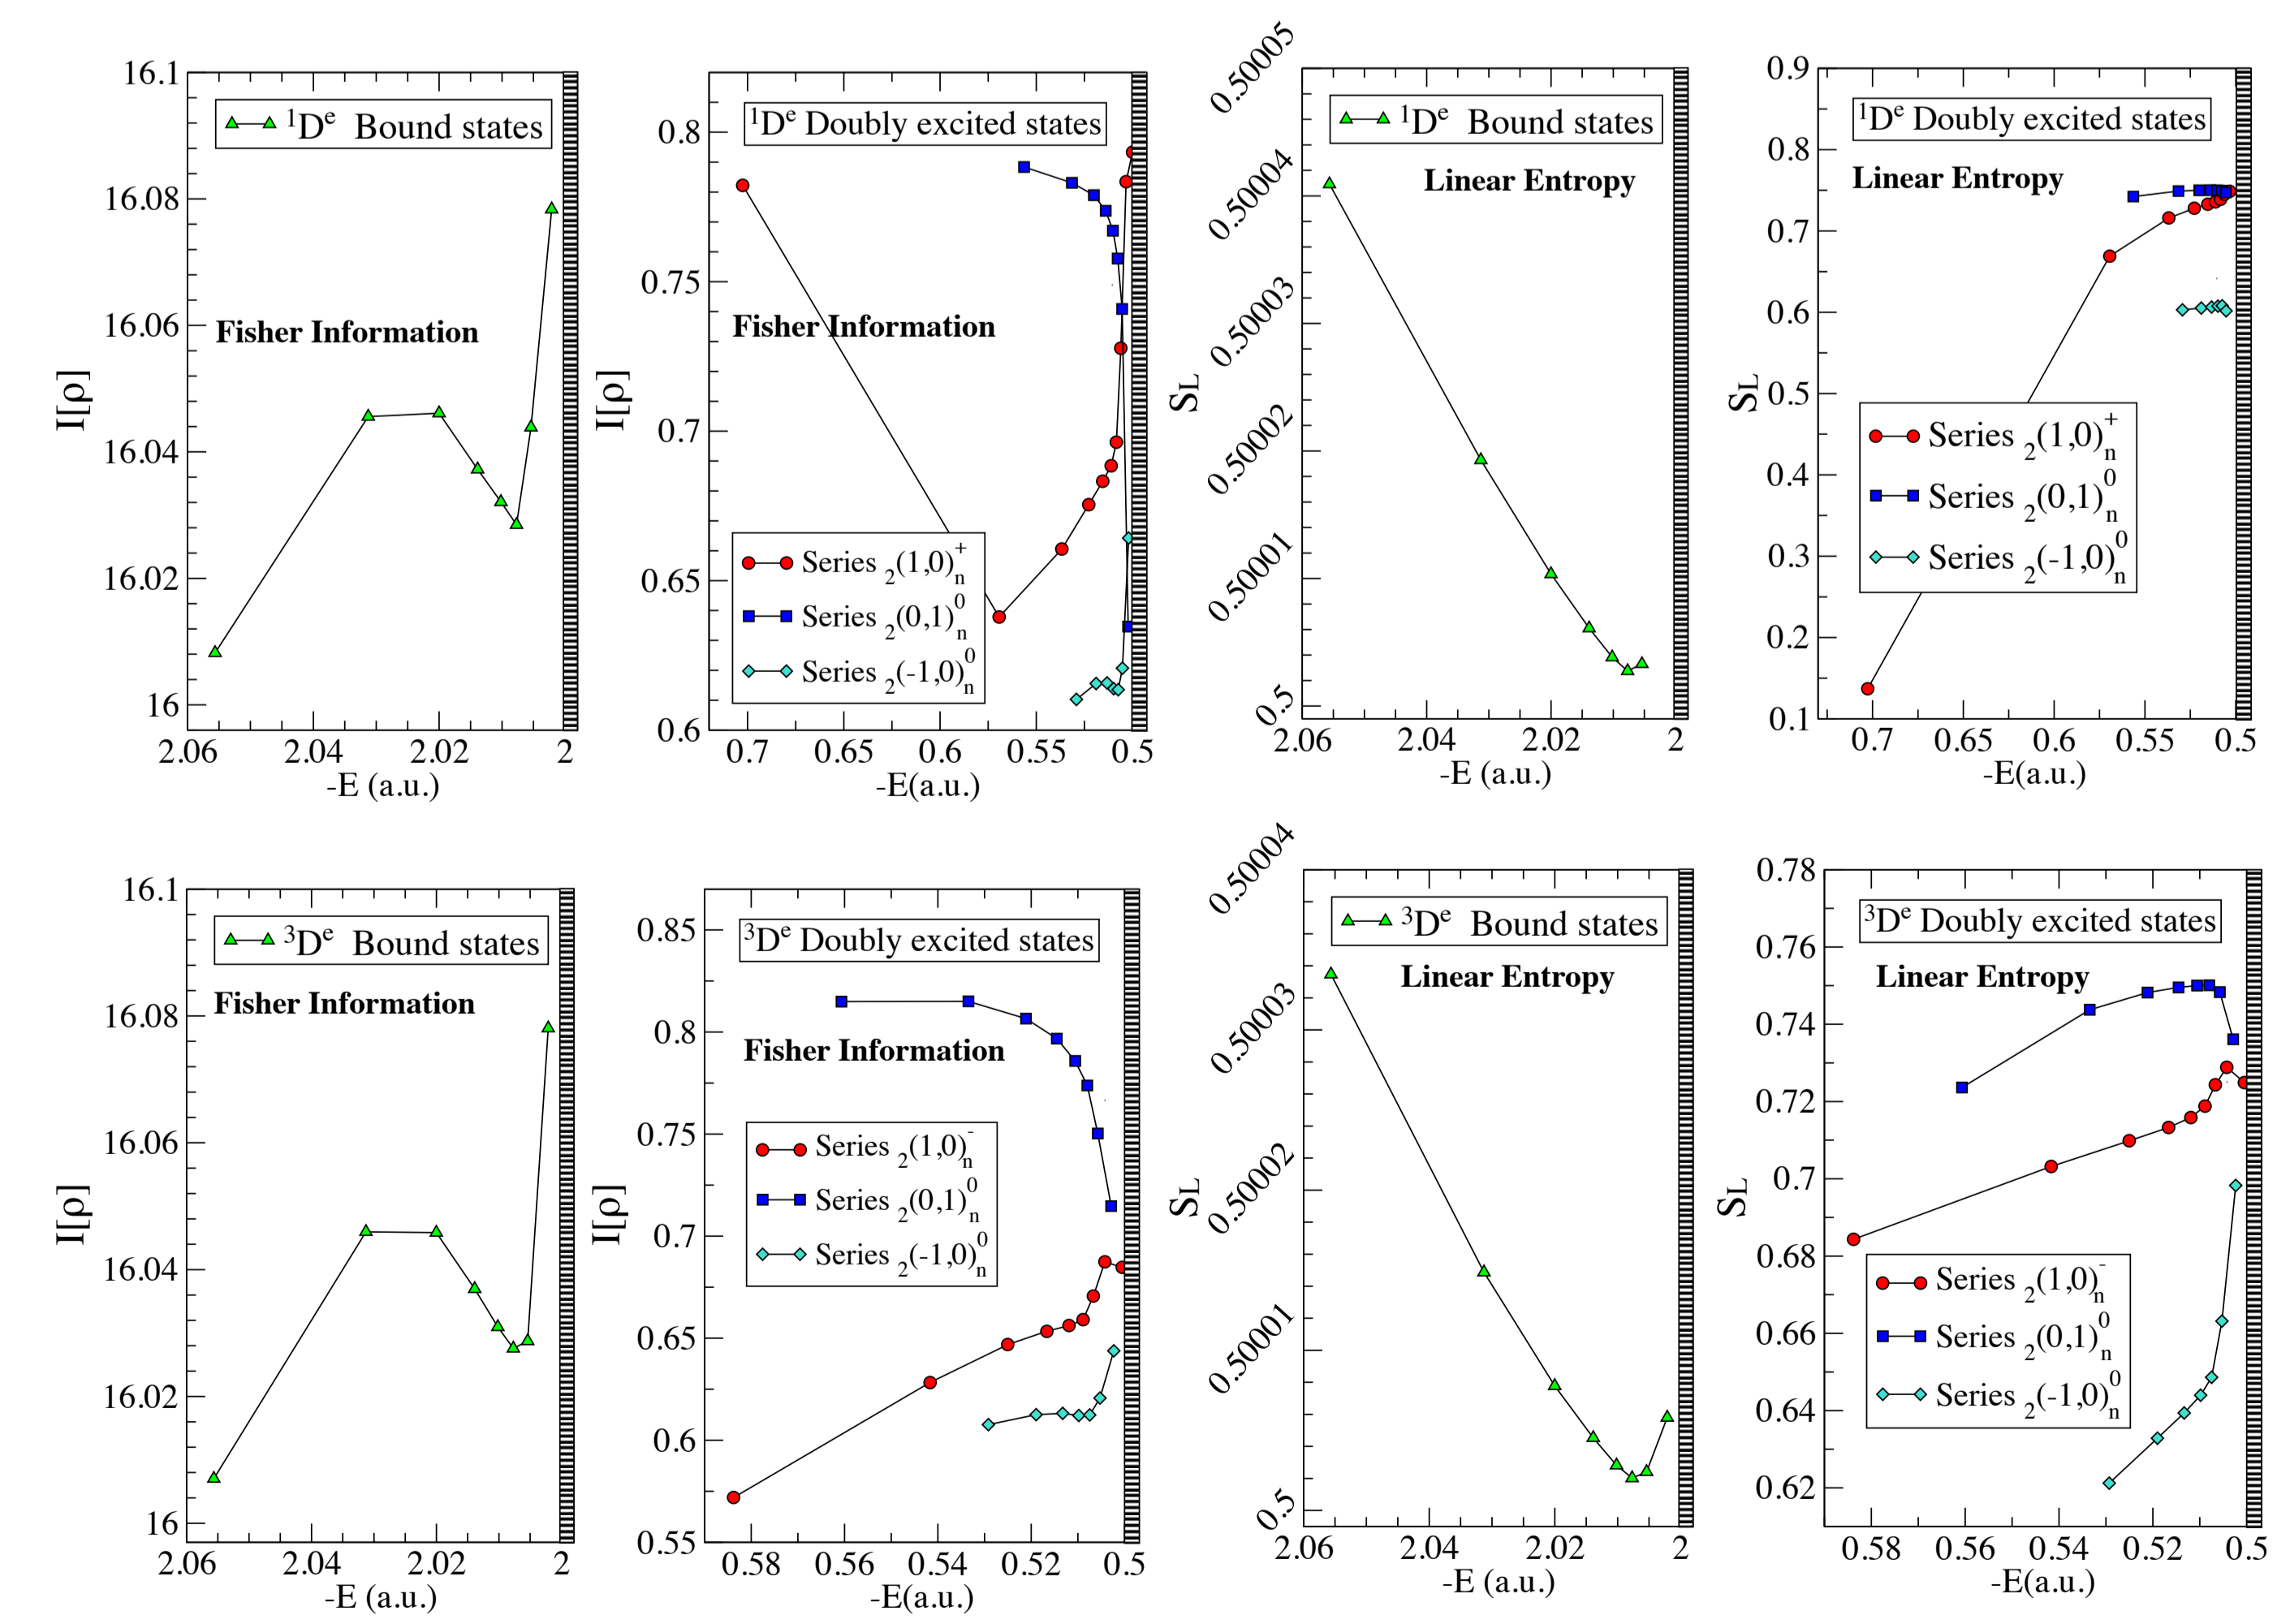 16.1
16.08
16.06
16.04
16.02
16
I[ρ]
1De Bound states
Fisher Information
2.06 2.04 2.02 2
-E (a.u.)
0.8
0.75
0.7
0.65
0.6
I[ρ]
1De Doubly excited states
Fisher Information
Series 2(1,0)n+
Series 2(0,1)n0
Series 2(-1,0)n0
0.7 0.65 0.6 0.55 0.5
-E(a.u.)
0.50005
0.50004
0.50003
0.50002
0.50001
0.5
SL
1De Bound states
Linear Entropy
2.06 2.04 2.02 2
-E (a.u.)
0.9
0.8
0.7
0.6
0.5
0.4
0.3
0.2
0.1
SL
1De Doubly excited states
Linear Entropy
Series 2(1,0)n+
Series 2(0,1)n0
Series 2(-1,0)n0
0.7 0.65 0.6 0.55 0.5
-E(a.u.)
16.1
16.08
16.06
16.04
16.02
16
I[ρ]
3De Bound states
Fisher Information
2.06 2.04 2.02 2
-E (a.u.)
0.85
0.8
0.75
0.7
0.65
0.6
0.55
I[ρ]
3De Doubly excited states
Fisher Information
Series 2(1,0)n-
Series 2(0,1)n0
Series 2(-1,0)n0
0.58 0.56 0.54 0.52 0.5
-E(a.u.)
0.50004
0.50003
0.50002
0.50001
0.5
SL
3De Bound states
Linear Entropy
2.06 2.04 2.02 2
-E (a.u.)
0.78
0.76
0.74
0.72
0.7
0.68
0.66
0.64
0.62
SL
3De Doubly excited states
Linear Entropy
Series 2(1,0)n-
Series 2(0,1)n0
Series 2(-1,0)n0
0.58 0.56 0.54 0.52 0.5
-E(a.u.)